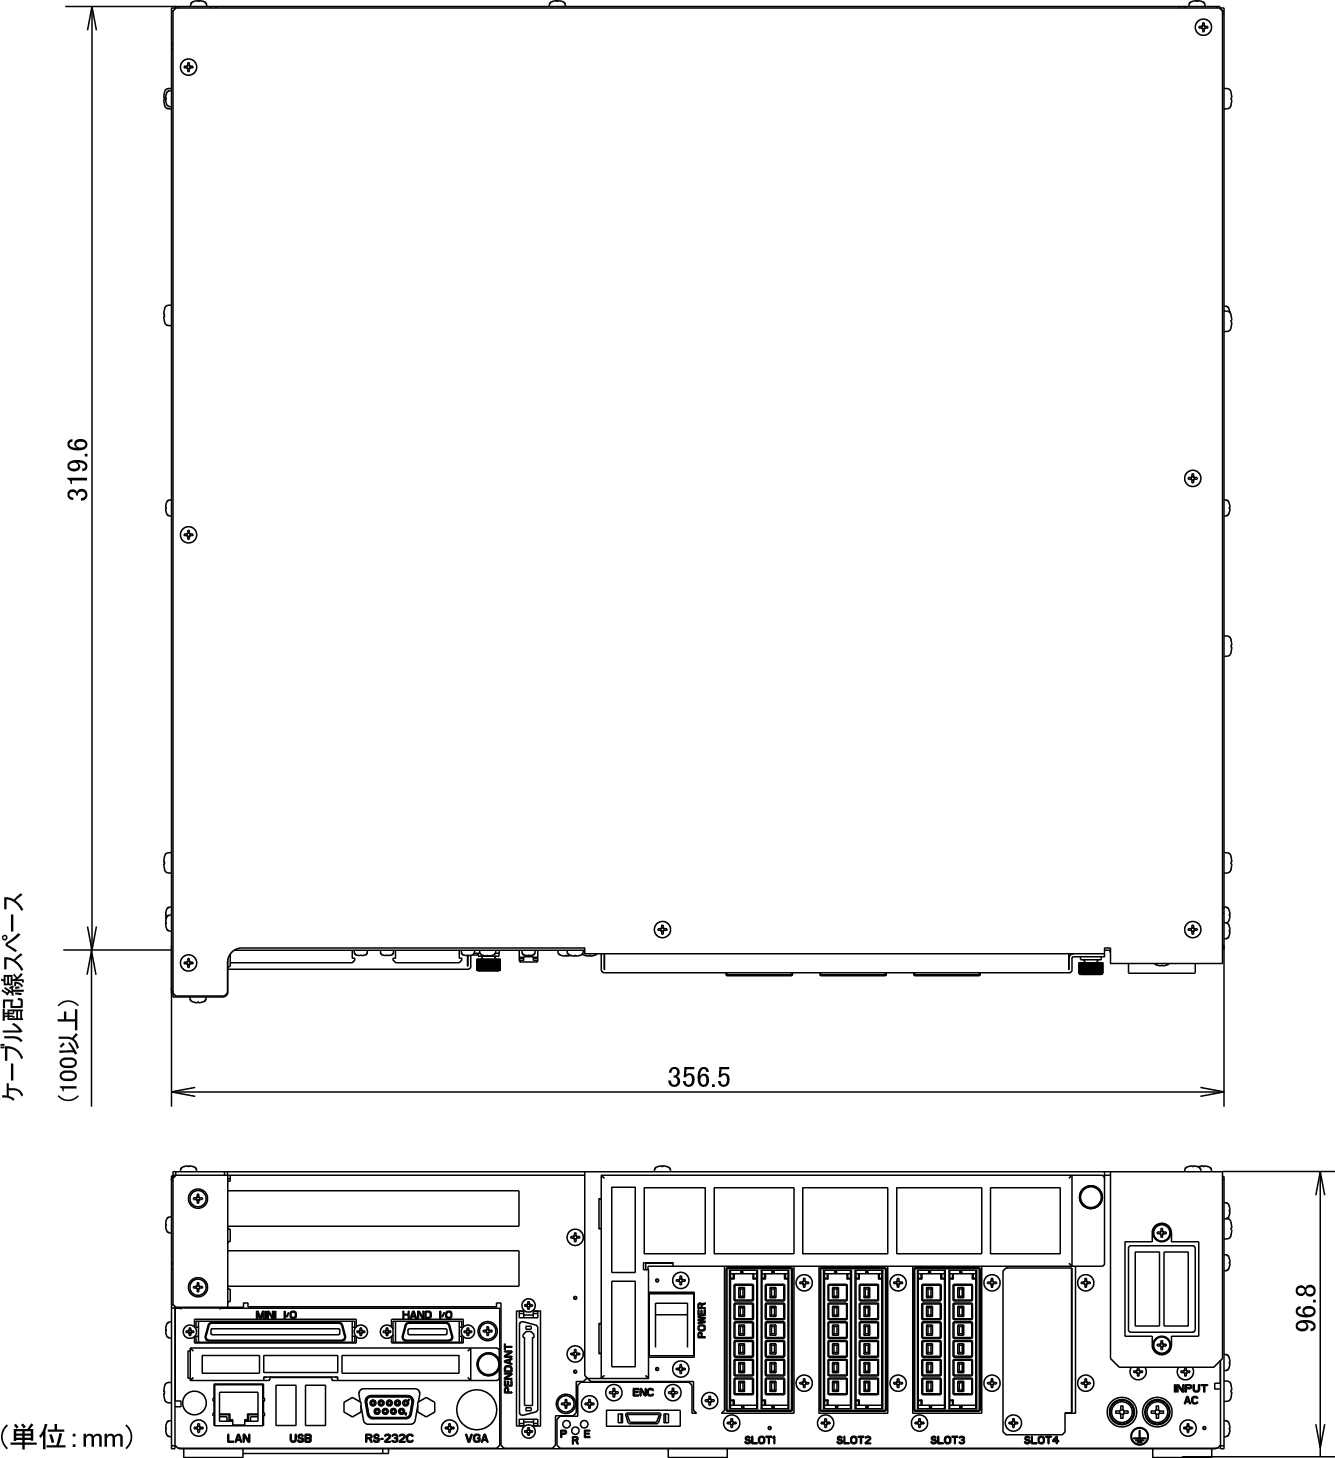 319.6
ケーブル配線スペース
(100以上)
356.5
96.8
MINI I/O
HAND I/O
PENDANT
POWER
ENC
P
R
E
INPUT
AC
LAN
USB
RS-232C
VGA
SLOT1
SLOT2
SLOT3
SLOT4
(単位:mm)